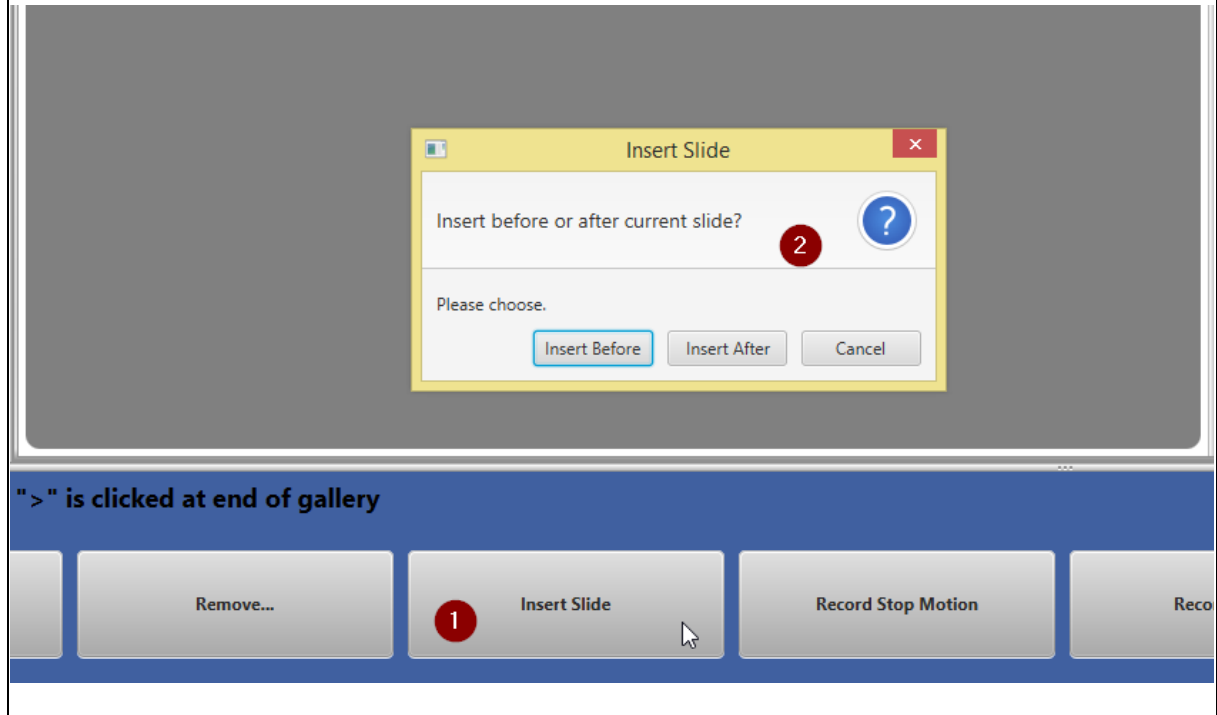 Insert Slide
×
Insert before or after current slide?
?
2
Please choose.
Insert Before Insert After Cancel
">" is clicked at end of gallery
Remove... Insert Slide Record Stop Motion Reco
1